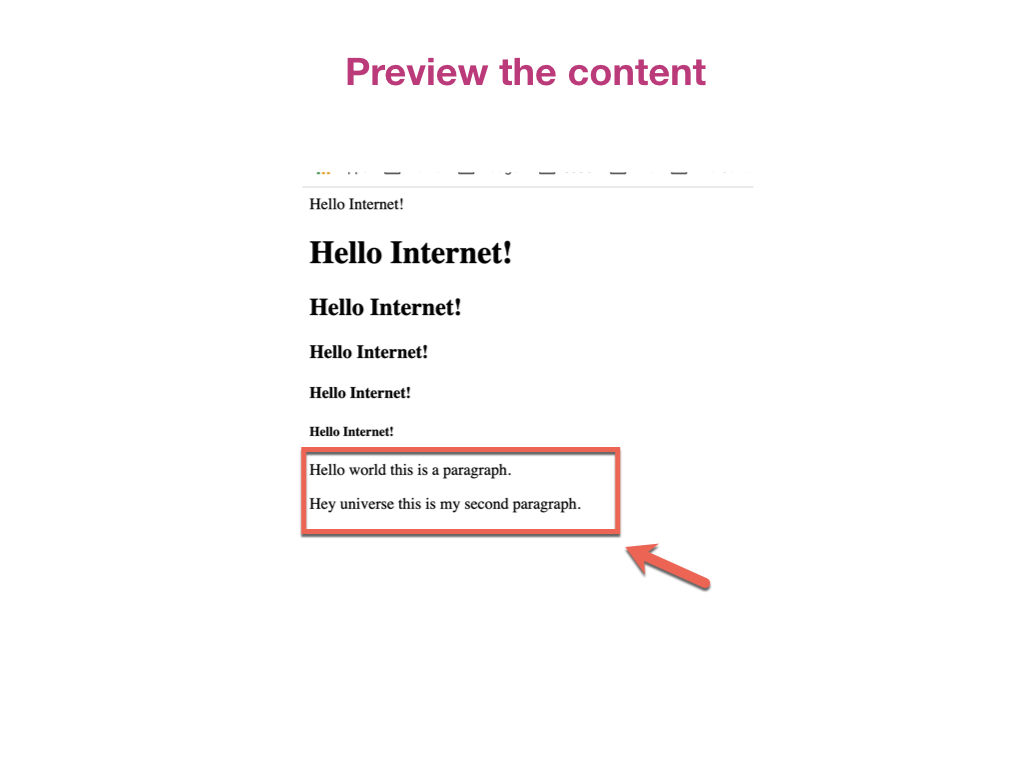 Preview the content
Hello Internet!
Hello Internet!
Hello Internet!
Hello Internet!
Hello Internet!
Hello Internet!
Hello world this is a paragraph.
Hey universe this is my second paragraph.